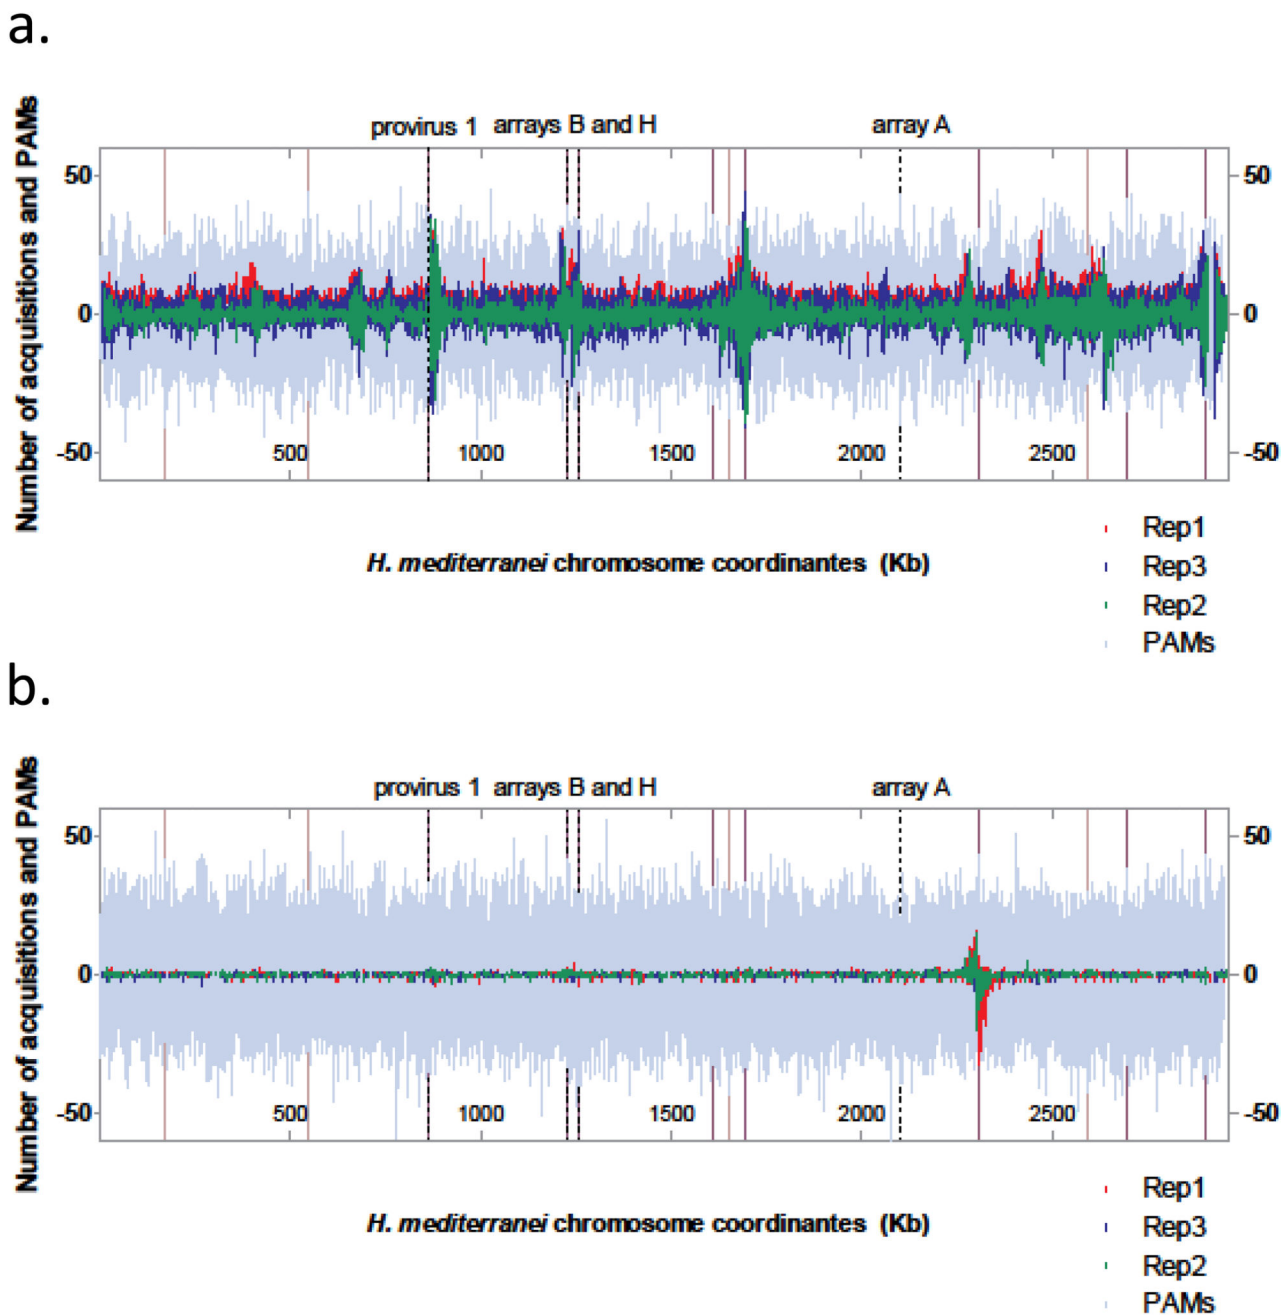 a.
provirus 1 arrays B and H array A
Number of acquisitions and PAMs
50 50
0 0
-50 500 1000 1500 2000 2500 -50
H. mediterranei chromosome coordinantes (Kb)
Rep1
Rep3
Rep2
PAMs
b.
provirus 1 arrays B and H array A
Number of acquisitions and PAMs
50 50
0 0
-50 500 1000 1500 2000 2500 -50
H. mediterranei chromosome coordinantes (Kb)
Rep1
Rep3
Rep2
PAMs